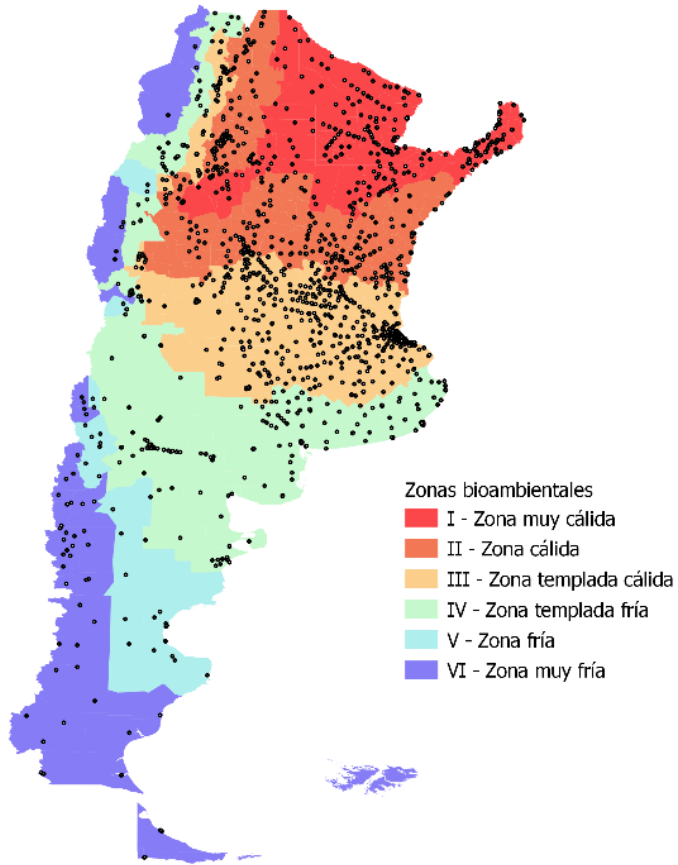 Zonas bioambientales
I - Zona muy cálida
II - Zona cálida
III - Zona templada cálida
IV - Zona templada fría
V - Zona fría
VI - Zona muy fría